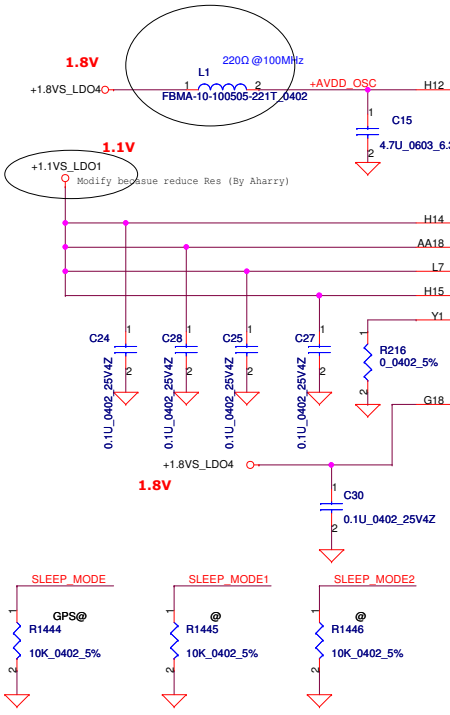 1.8V
L1
220Ω @100MHz
+1.8VS_LDO4
1
2
+AVDD_OSC
H12
FBMA-10-100505-221T_0402
1
C15
4.7U_0603_6.3
2
1.1V
+1.1VS_LDO1
Modify becasue reduce Res (By Aharry)
H14
AA18
L7
H15
Y1
1
C24
2
0.1U_0402_25V4Z
1
C28
2
0.1U_0402_25V4Z
1
C25
2
0.1U_0402_25V4Z
1
C27
2
0.1U_0402_25V4Z
1
R216
0_0402_5%
2
G18
+1.8VS_LDO4
1.8V
1
C30
0.1U_0402_25V4Z
2
SLEEP_MODE
SLEEP_MODE1
SLEEP_MODE2
1
GPS@
R1444
10K_0402_5%
2
1
@
R1445
10K_0402_5%
2
1
@
R1446
10K_0402_5%
2